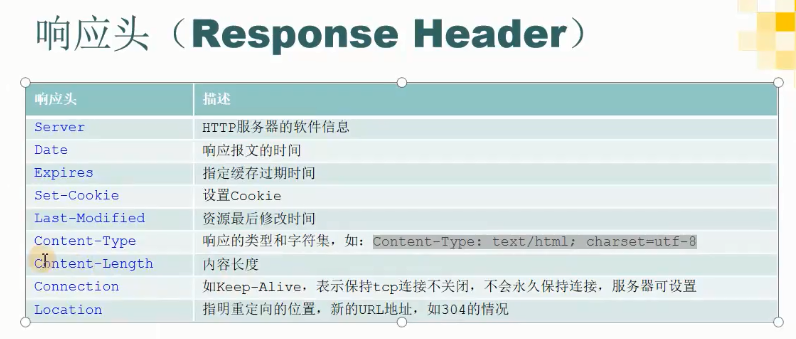 响应头（Response Header）
响应头 描述
Server HTTP服务器的软件信息
Date 响应报文的时间
Expires 指定缓存过期时间
Set-Cookie 设置Cookie
Last-Modified 资源最后修改时间
Content-Type 响应的类型和字符集，如：Content-Type: text/html; charset=utf-8
Content-Length 内容长度
Connection 如Keep-Alive，表示保持tcp连接不关闭，不会永久保持连接，服务器可设置
Location 指明重定向的位置，新的URL地址，如304的情况